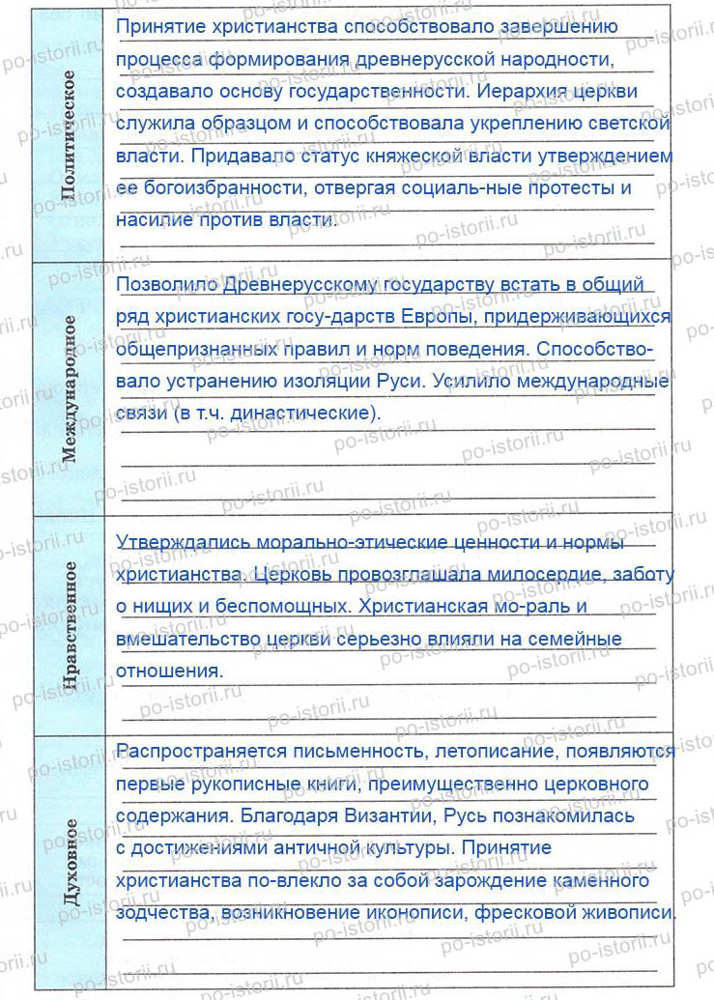 Политическое
Принятие христианства способствовало завершению
процесса формирования древнерусской народности,
создавало основу государственности. Иерархия церкви
служила образцом и способствовала укреплению светской
власти. Придавало статус княжеской власти утверждением
ее богоизбранности, отвергая социаль-ные протесты и
насилие против власти.
Международное
Позволило Древнерусскому государству встать в общий
ряд христианских госу-дарств Европы, придерживающихся
общепризнанных правил и норм поведения. Способство-
вало устранению изоляции Руси. Усилило международные
связи (в т.ч. династические).
Нравственное
Утверждались морально-этические ценности и нормы
христианства. Церковь провозглашала милосердие, заботу
о нищих и беспомощных. Христианская мо-раль и
вмешательство церкви серьезно влияли на семейные
отношения.
Духовное
Распространяется письменность, летописание, появляются
первые рукописные книги, преимущественно церковного
содержания. Благодаря Византии, Русь познакомилась
с достижениями античной культуры. Принятие
христианства по-влекло за собой зарождение каменного
зодчества, возникновение иконописи, фресковой живописи.
po-istorii.ru